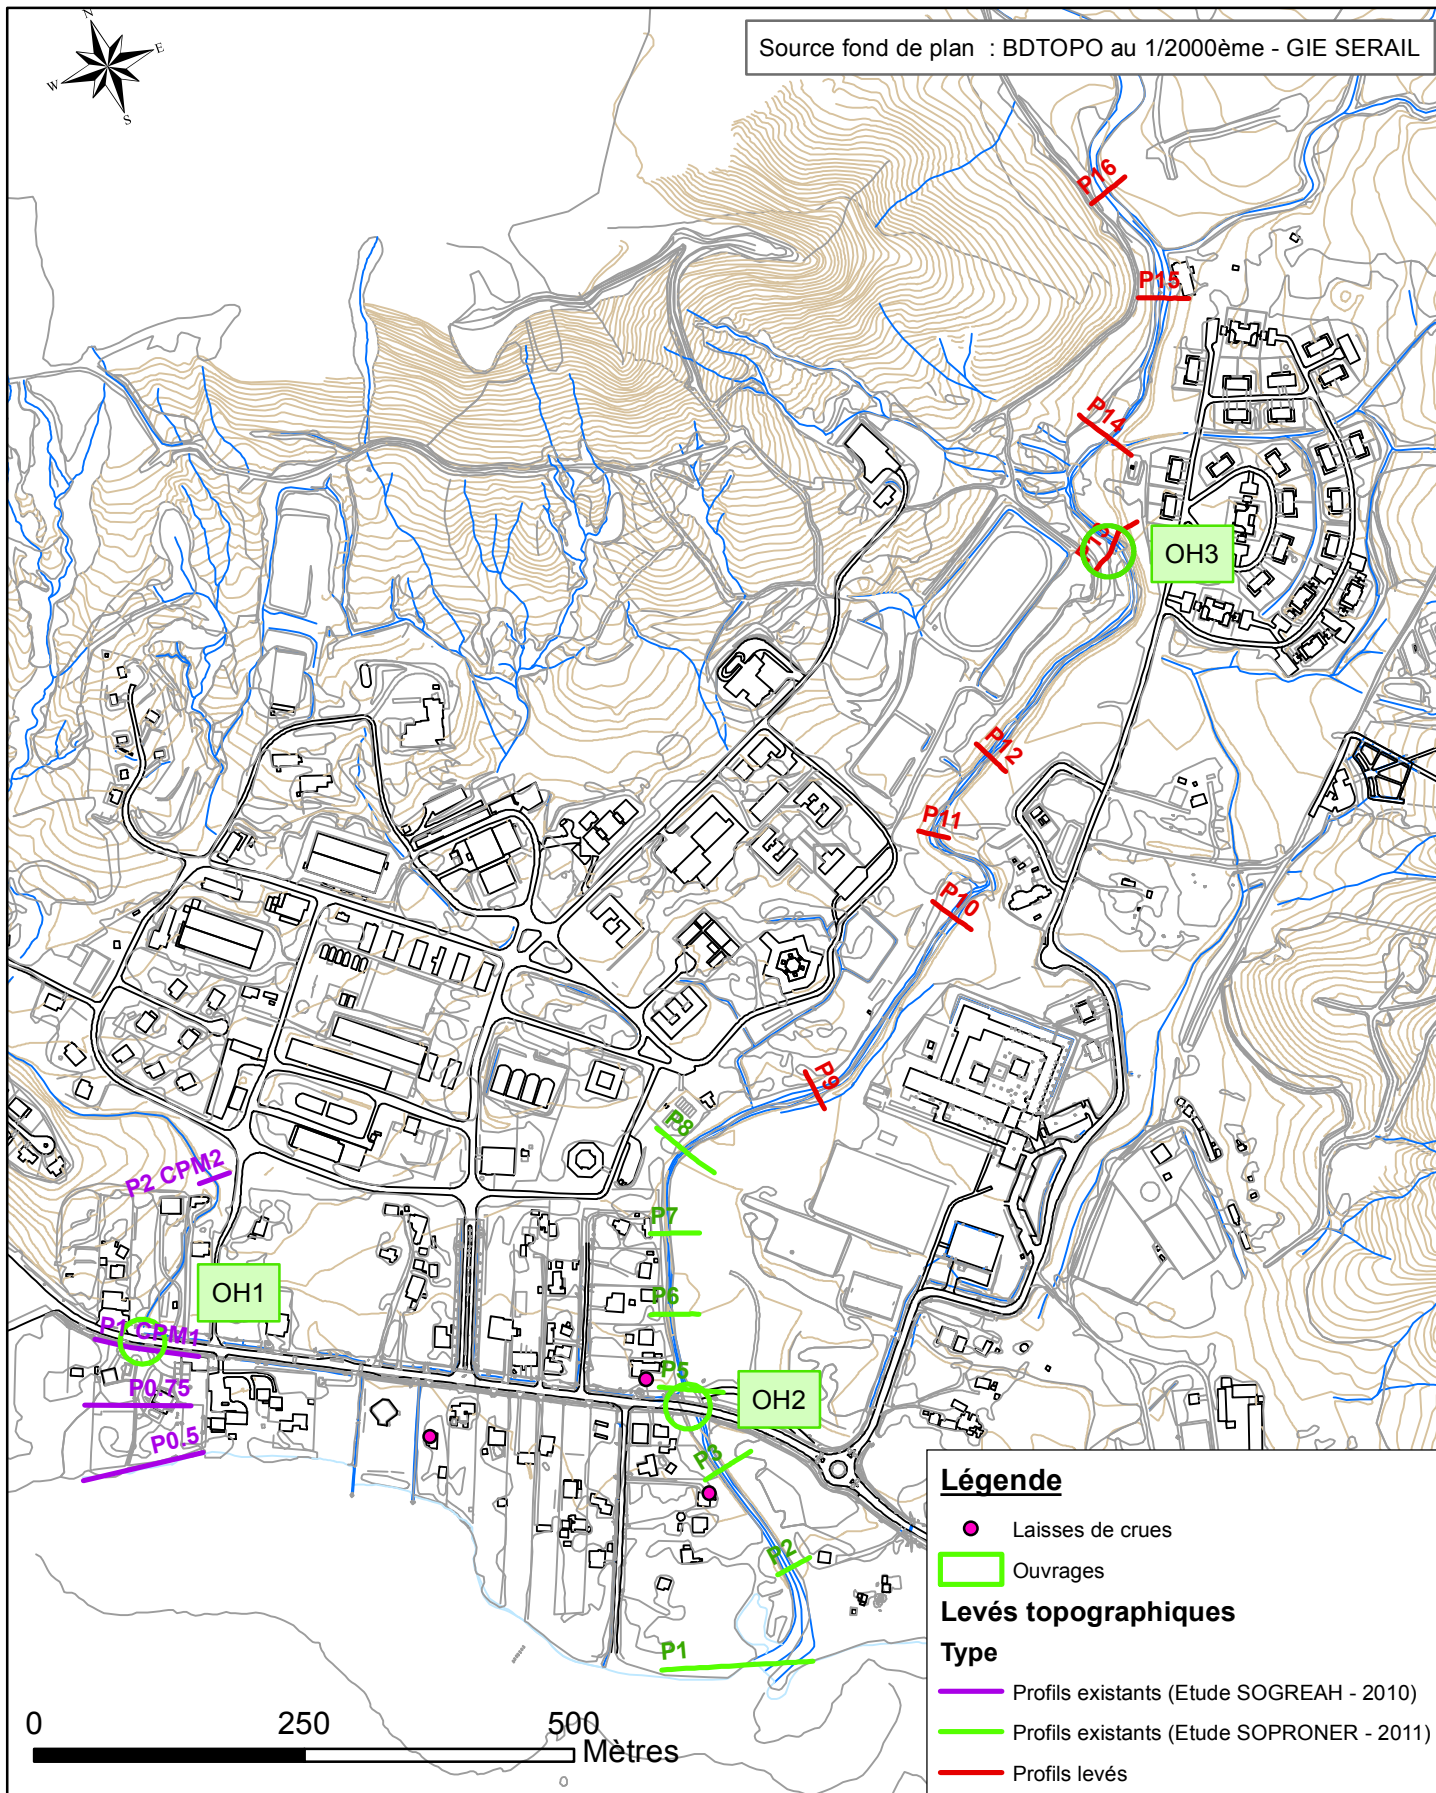 N
E
W
S
Source fond de plan : BDTOPO au 1/2000ème - GIE SERAIL
P16
P15
P14
OH3
P12
P11
P10
P9
P8
P2 CPM2
P7
OH1
P6
P1 CPM1
P5
P0.75
OH2
P0.5
P3
P2
P1
Légende
Laisses de crues
Ouvrages
Levés topographiques
Type
Profils existants (Etude SOGREAH - 2010)
Profils existants (Etude SOPRONER - 2011)
Profils levés
0 250 500
Mètres